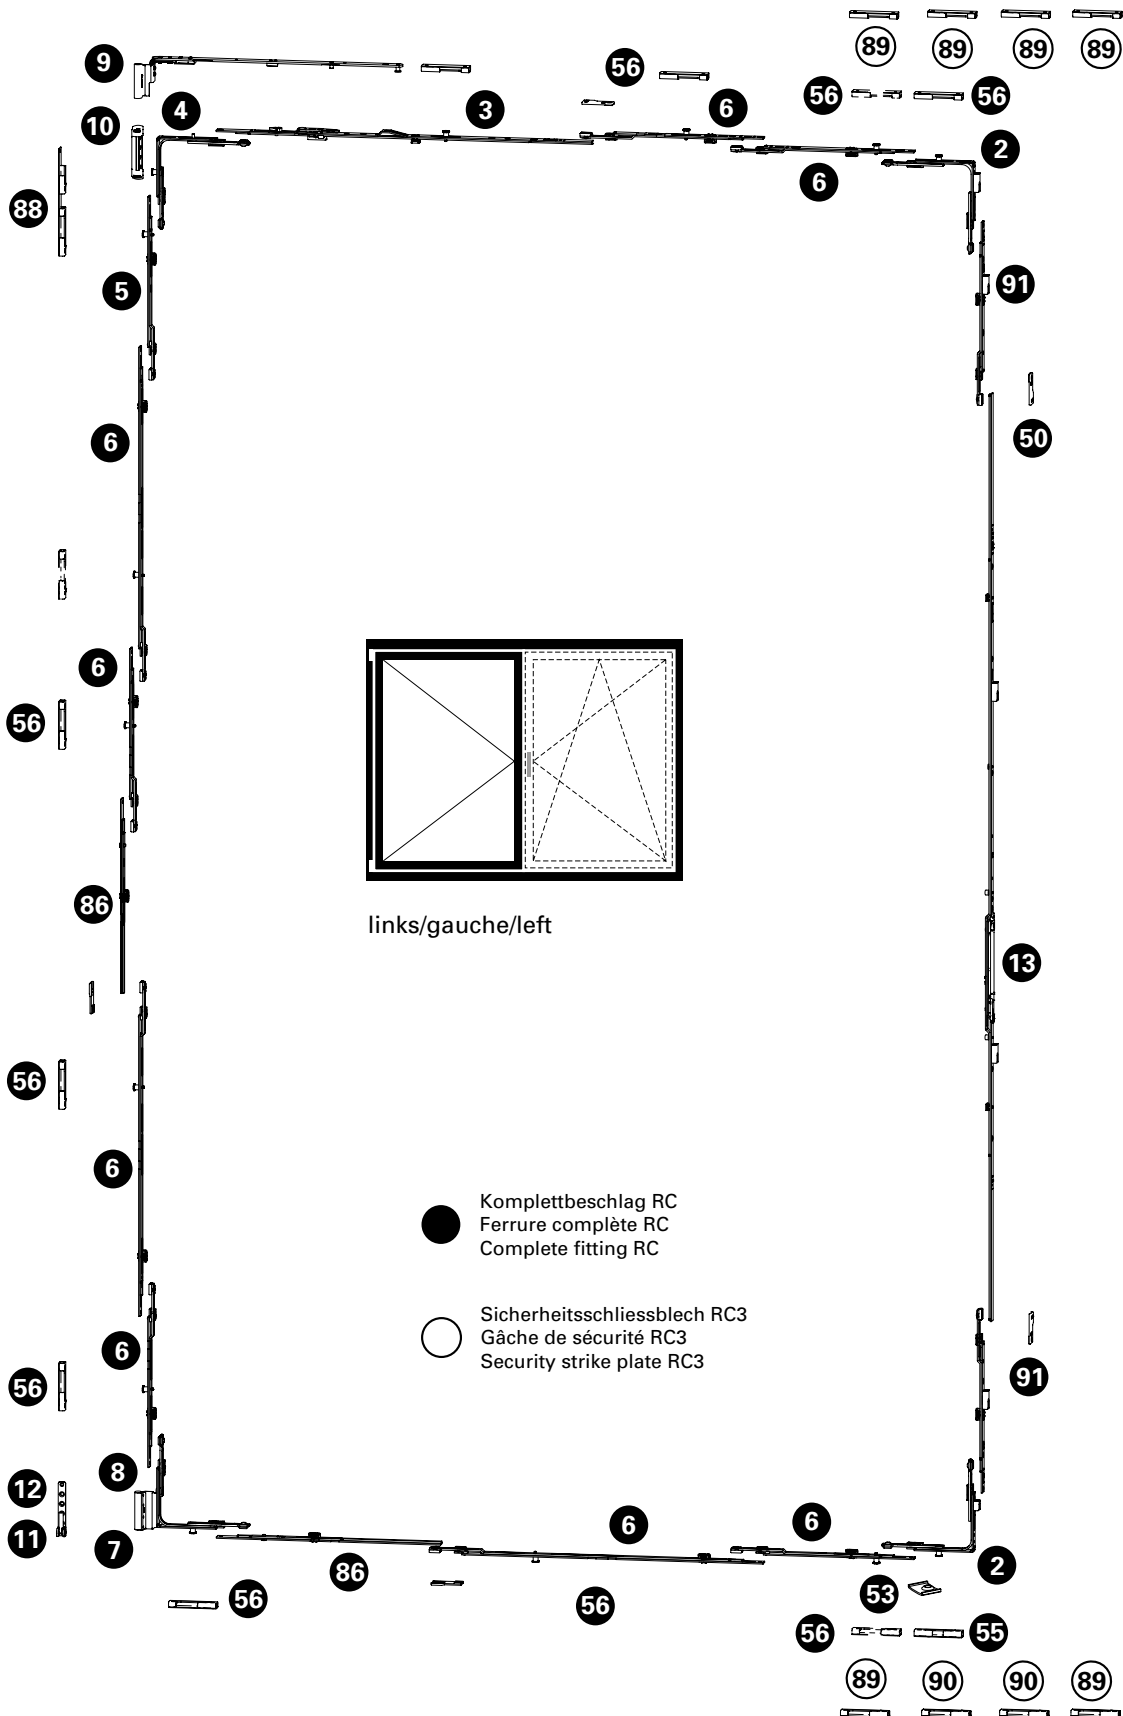 89 89 89 89
9 56
56 56
4 3 6
10 2
6
88
91
5
50
6
6
56
86
links/gauche/left
13
56
6
Komplettbeschlag RC
Ferrure complète RC
Complete fitting RC
Sicherheitsschliessblech RC3
Gâche de sécurité RC3
Security strike plate RC3
6
91
56
8
12
6 6
11 7
2
86
53
56 56
56 55
89 90 90 89